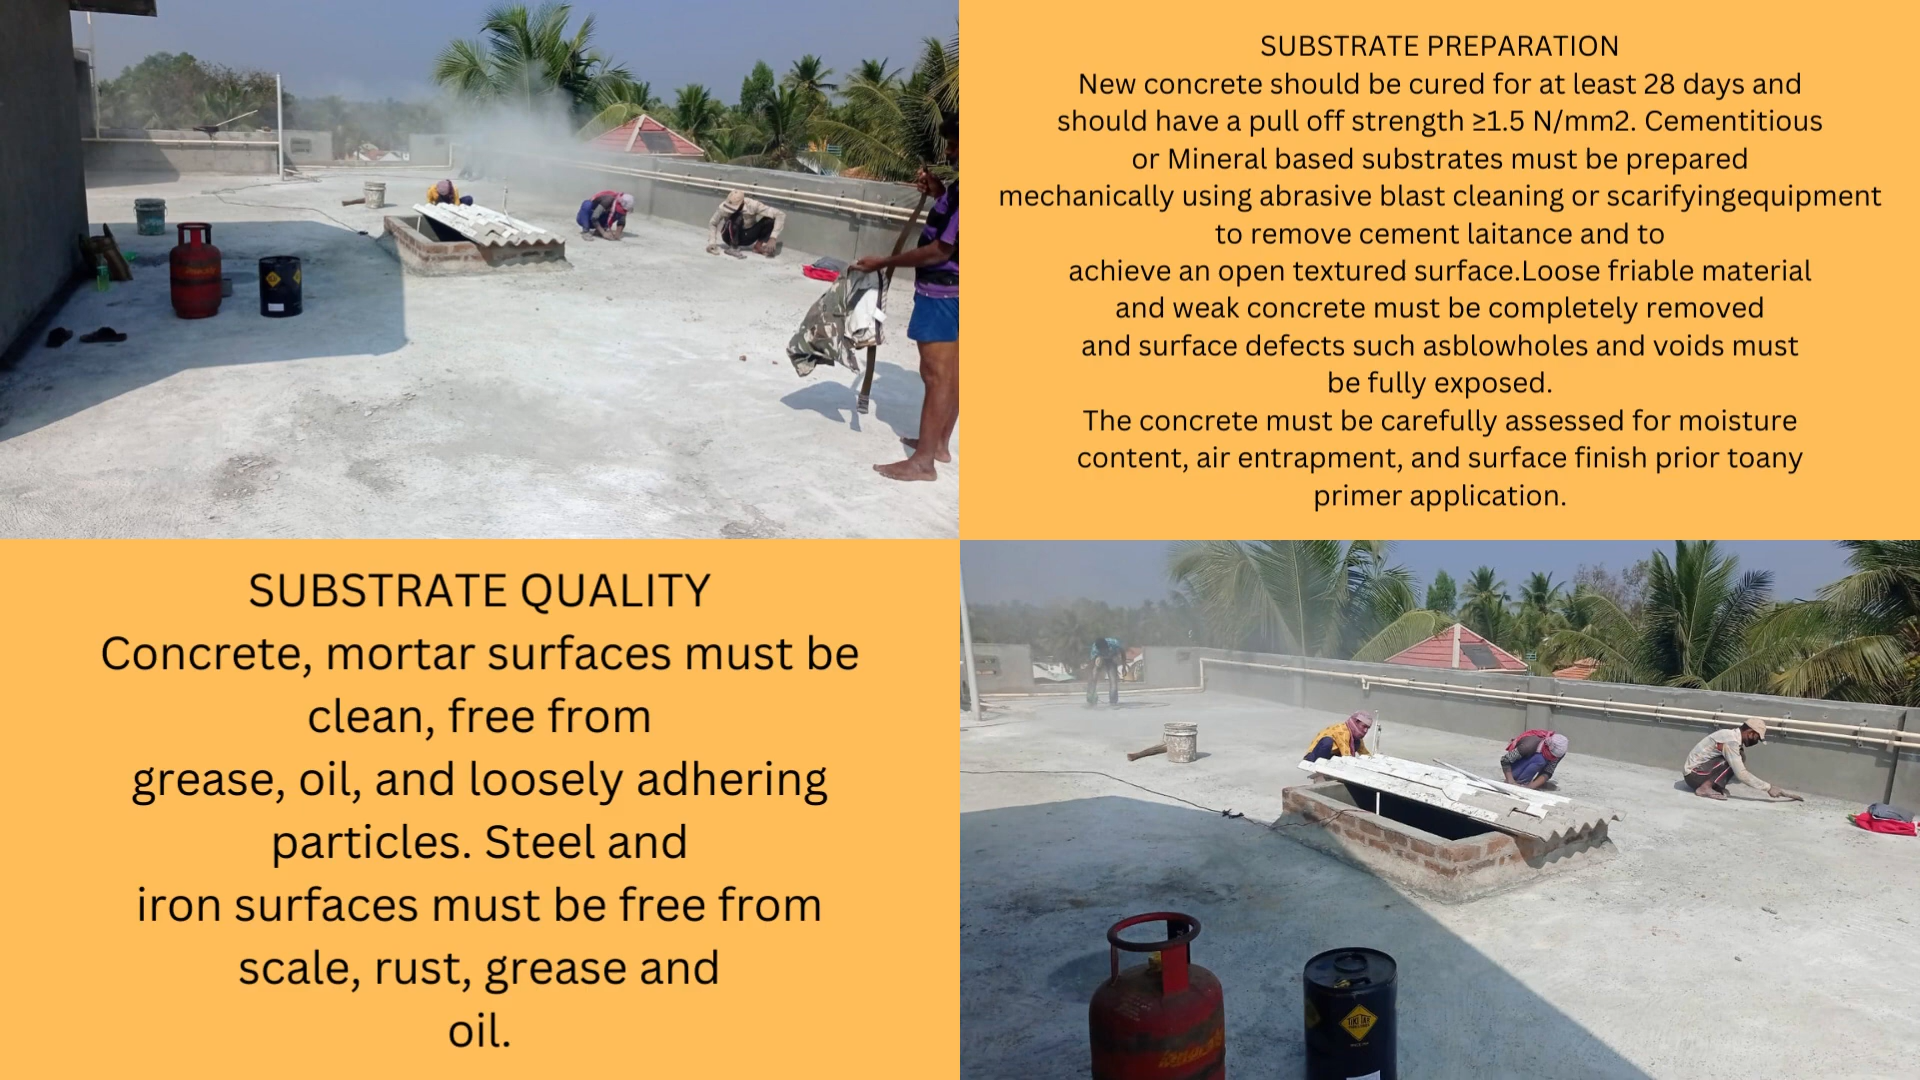 SUBSTRATE PREPARATION
New concrete should be cured for at least 28 days and
should have a pull off strength ≥1.5 N/mm2. Cementitious
or Mineral based substrates must be prepared
mechanically using abrasive blast cleaning or scarifyingequipment
to remove cement laitance and to
achieve an open textured surface.Loose friable material
and weak concrete must be completely removed
and surface defects such asblowholes and voids must
be fully exposed.
The concrete must be carefully assessed for moisture
content, air entrapment, and surface finish prior toany
primer application.
SUBSTRATE QUALITY
Concrete, mortar surfaces must be
clean, free from
grease, oil, and loosely adhering
particles. Steel and
iron surfaces must be free from
scale, rust, grease and
oil.
TIKI TAR